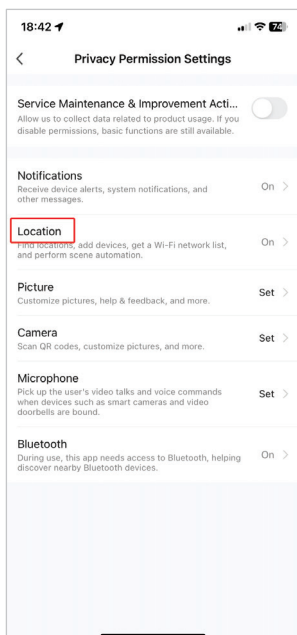 18:42
74
Privacy Permission Settings
Service Maintenance & Improvement Acti...
Allow us to collect data related to product usage. If you
disable permissions, basic functions are still available.
Notifications
Receive device alerts, system notifications, and
other messages.
On
Location
Find locations, add devices, get a Wi-Fi network list,
and perform scene automation.
On
Picture
Customize pictures, help & feedback, and more.
Set
Camera
Scan QR codes, customize pictures, and more.
Set
Microphone
Pick up the user's video talks and voice commands
when devices such as smart cameras and video
doorbells are bound.
Set
Bluetooth
During use, this app needs access to Bluetooth, helping
discover nearby Bluetooth devices.
On